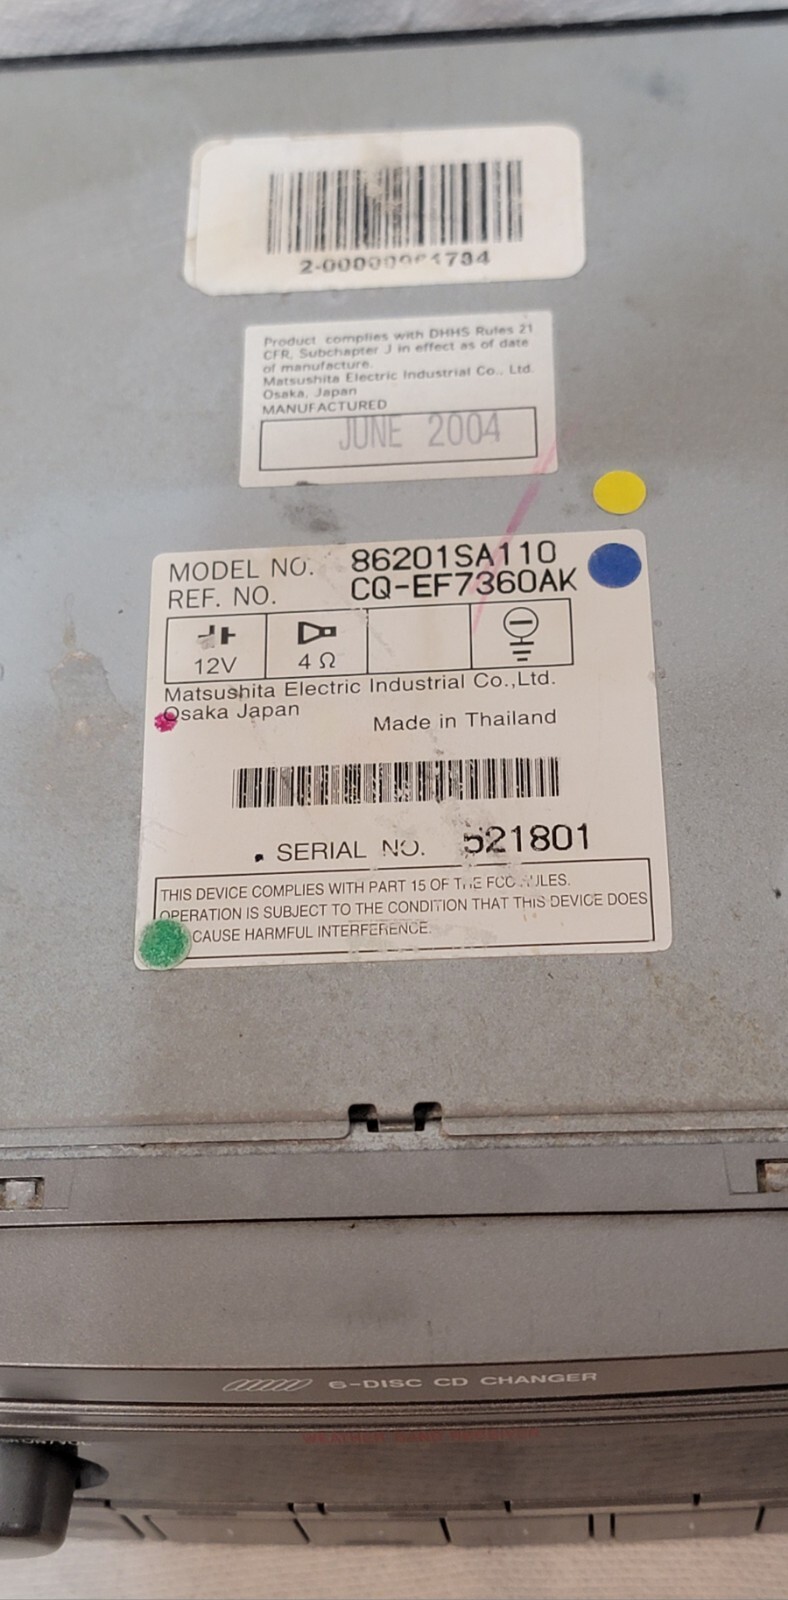 2-00000061734
Product complies with DHHS Rules 21
CFR, Subchapter J in effect as of date
of manufacture.
Matsushita Electric Industrial Co., Ltd.
Osaka, Japan
MANUFACTURED
JUNE 2004
MODEL NO. 86201SA110
REF. NO. CQ-EF7360AK
12V 4 Ω
Matsushita Electric Industrial Co.,Ltd.
Osaka Japan
Made in Thailand
SERIAL NO. 521801
THIS DEVICE COMPLIES WITH PART 15 OF THE FCC RULES.
OPERATION IS SUBJECT TO THE CONDITION THAT THIS DEVICE DOES
CAUSE HARMFUL INTERFERENCE.
6-DISC CD CHANGER